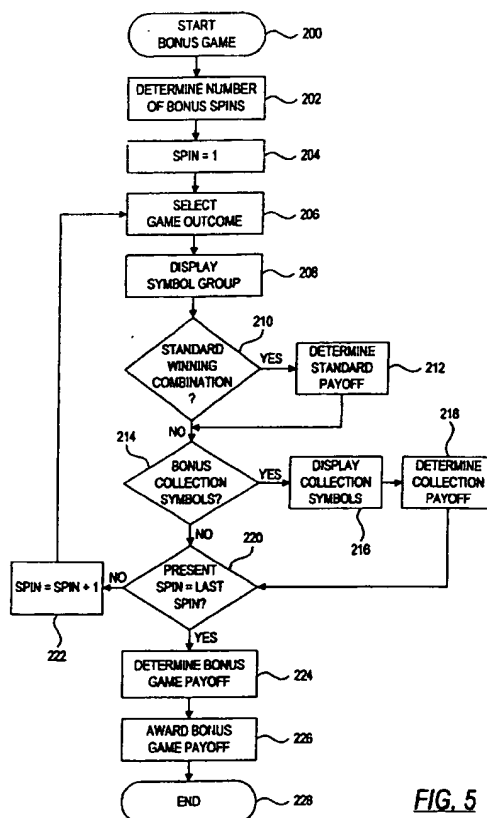 START
BONUS GAME
200
DETERMINE NUMBER
OF BONUS SPINS
202
SPIN = 1
204
SELECT
GAME OUTCOME
206
DISPLAY
SYMBOL GROUP
208
STANDARD
WINNING
COMBINATION
?
210
YES
DETERMINE
STANDARD
PAYOFF
212
NO
214
BONUS
COLLECTION
SYMBOLS?
YES
DISPLAY
COLLECTION
SYMBOLS
216
218
DETERMINE
COLLECTION
PAYOFF
NO
220
PRESENT
SPIN = LAST
SPIN?
NO
SPIN = SPIN + 1
222
YES
DETERMINE BONUS
GAME PAYOFF
224
AWARD BONUS
GAME PAYOFF
226
END
228
FIG. 5